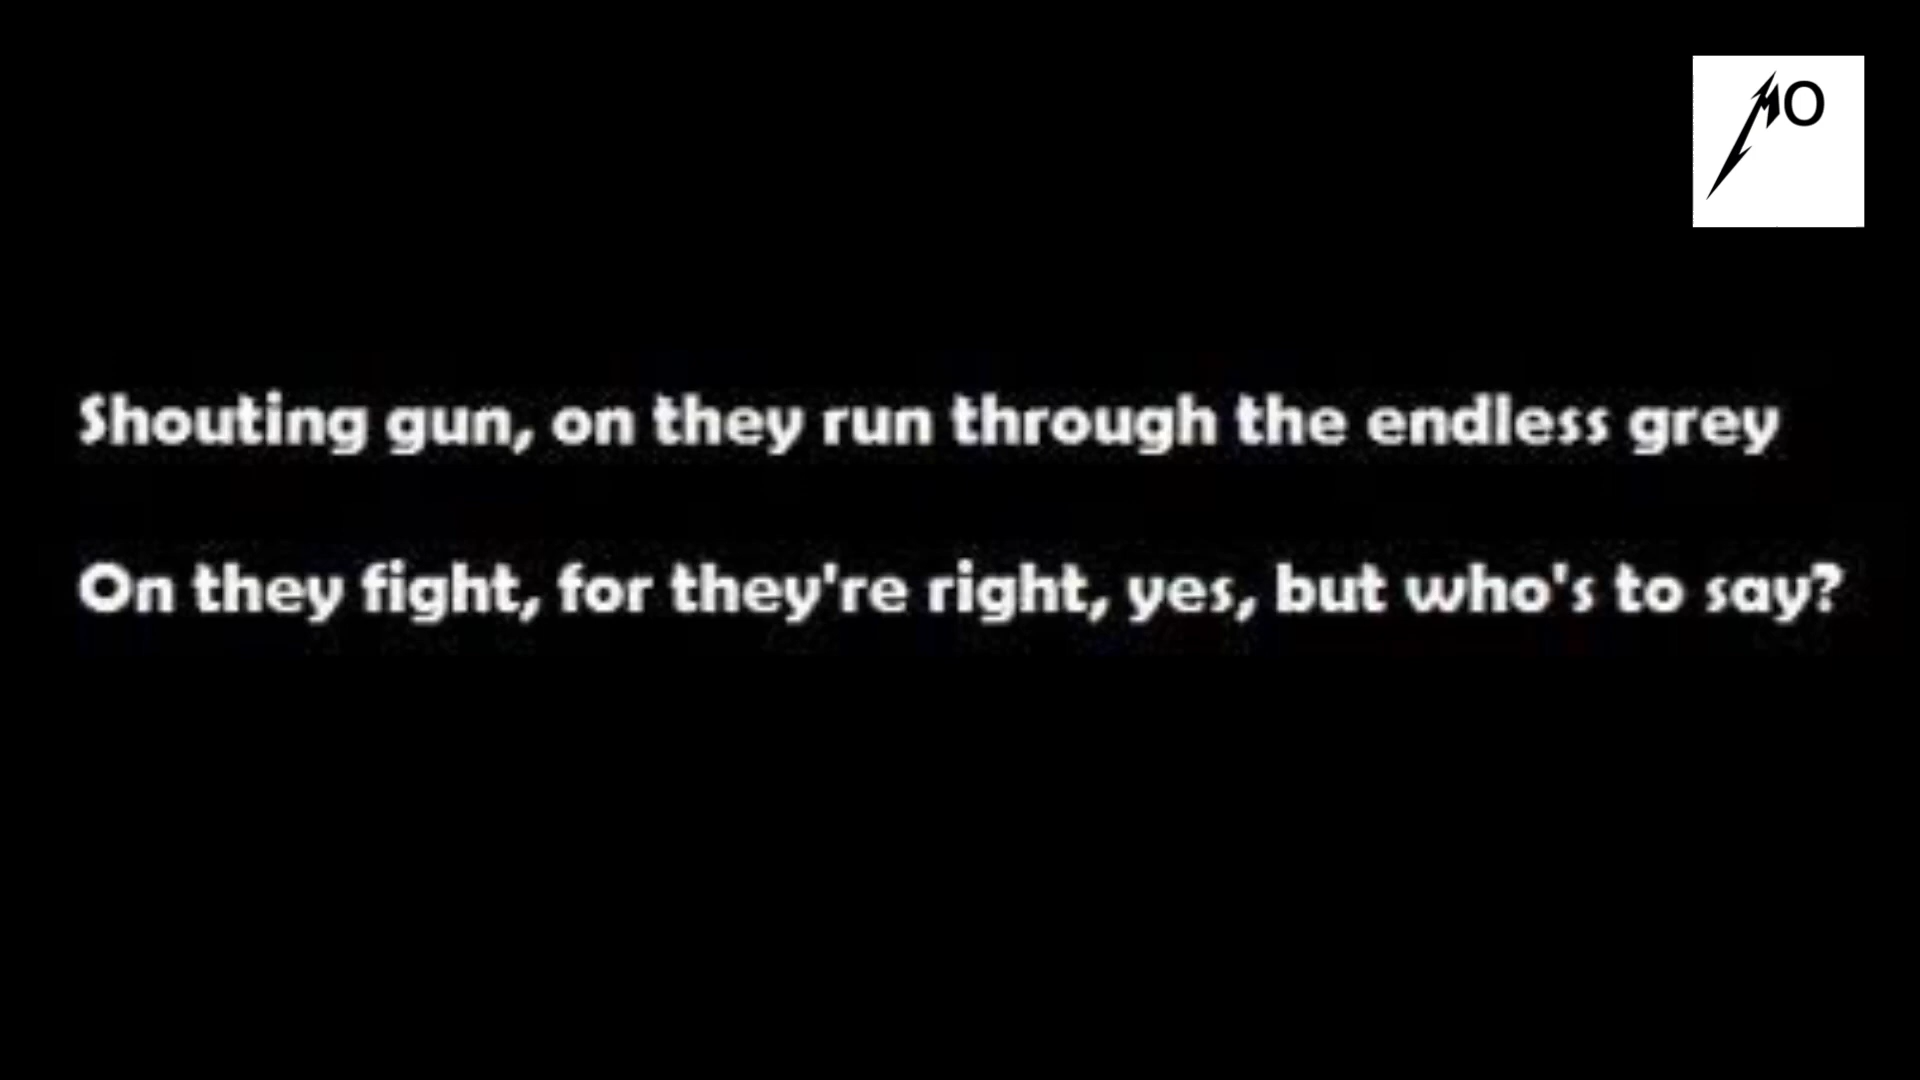 MO
Shouting gun, on they run through the endless grey
On they fight, for they're right, yes, but who's to say?